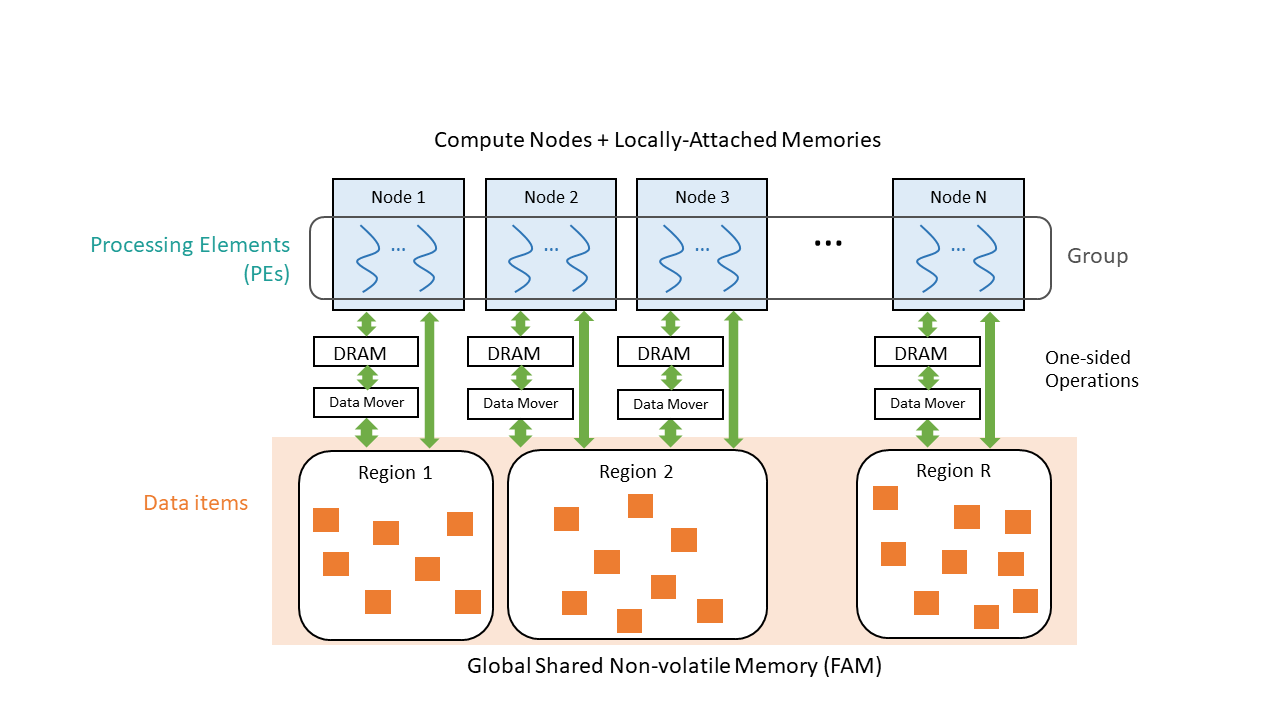 Compute Nodes + Locally-Attached Memories
Node 1
Node 2
Node 3
Node N
... 
...
...
...
...
Processing Elements
(PEs)
Group
DRAM
DRAM
DRAM
DRAM
One-sided
Operations
Data Mover
Data Mover
Data Mover
Data Mover
Region 1
Region 2
Region R
Data items
Global Shared Non-volatile Memory (FAM)